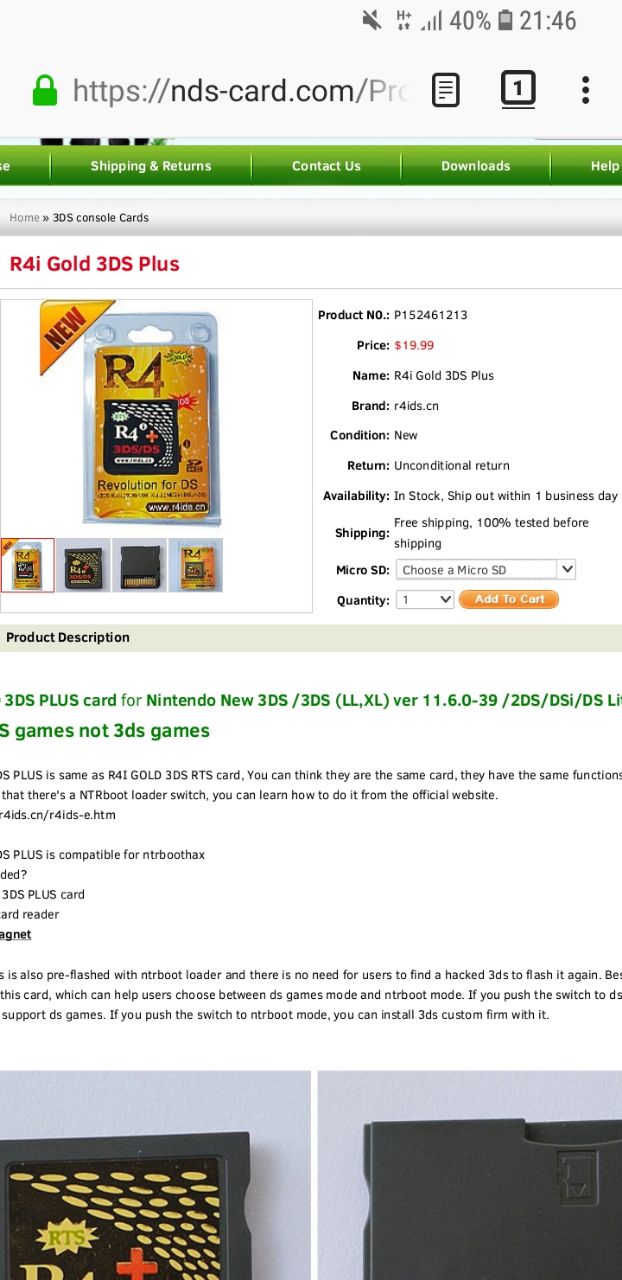 H+ 40% 21:46
https://nds-card.com/Pro
1
se Shipping & Returns Contact Us Downloads Help
Home » 3DS console Cards
R4i Gold 3DS Plus
NEW
R4
R4i+
3DS/DS
www.r4ids.cn
Revolution for DS
www.r4ids.cn
Product NO.: P152461213
Price: $19.99
Name: R4i Gold 3DS Plus
Brand: r4ids.cn
Condition: New
Return: Unconditional return
Availability: In Stock, Ship out within 1 business day
Shipping: Free shipping, 100% tested before
shipping
Micro SD: Choose a Micro SD
Quantity: 1 Add To Cart
Product Description
3DS PLUS card for Nintendo New 3DS /3DS (LL,XL) ver 11.6.0-39 /2DS/DSi/DS Lit
S games not 3ds games
DS PLUS is same as R4I GOLD 3DS RTS card, You can think they are the same card, they have the same functions
that there's a NTRboot loader switch, you can learn how to do it from the official website.
r4ids.cn/r4ids-e.htm
DS PLUS is compatible for ntrboothax
ded?
3DS PLUS card
card reader
agnet
s is also pre-flashed with ntrboot loader and there is no need for users to find a hacked 3ds to flash it again. Bes
this card, which can help users choose between ds games mode and ntrboot mode. If you push the switch to ds
support ds games. If you push the switch to ntrboot mode, you can install 3ds custom firm with it.
RTS
R4